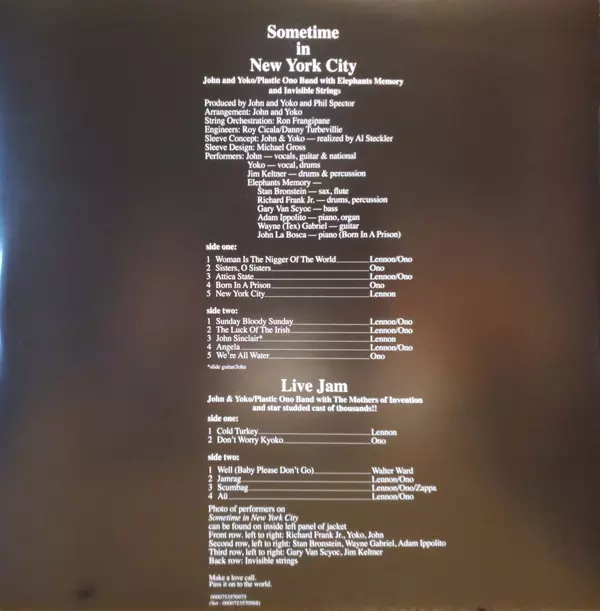 Sometime
in
New York City
John and Yoko/Plastic Ono Band with Elephants Memory
and Invisible Strings
Produced by John and Yoko and Phil Spector
Arrangement: John and Yoko
String Orchestration: Ron Frangipane
Engineers: Roy Cicala/Danny Turbevillie
Sleeve Concept: John & Yoko — realized by Al Steckler
Sleeve Design: Michael Gross
Performers: John — vocals, guitar & national
Yoko — vocal, drums
Jim Keltner — drums & percussion
Elephants Memory —
Stan Bronstein — sax, flute
Richard Frank Jr. — drums, percussion
Gary Van Scyoc — bass
Adam Ippolito — piano, organ
Wayne (Tex) Gabriel — guitar
John La Bosca — piano (Born In A Prison)
side one:
1 Woman Is The Nigger Of The World Lennon/Ono
2 Sisters, O Sisters Ono
3 Attica State Lennon/Ono
4 Born In A Prison Ono
5 New York City Lennon
side two:
1 Sunday Bloody Sunday Lennon/Ono
2 The Luck Of The Irish Lennon/Ono
3 John Sinclair* Lennon
4 Angela Lennon/Ono
5 We're All Water Ono
*slide guitar/John
Live Jam
John & Yoko/Plastic Ono Band with The Mothers of Invention
and star studded cast of thousands!!
side one:
1 Cold Turkey Lennon
2 Don't Worry Kyoko Ono
side two:
1 Well (Baby Please Don't Go) Walter Ward
2 Jamrag Lennon/Ono
3 Scumbag Lennon/Ono/Zappa
4 Aü Lennon/Ono
Photo of performers on
Sometime in New York City
can be found on inside left panel of jacket
Front row, left to right: Richard Frank Jr., Yoko, John
Second row, left to right: Stan Bronstein, Wayne Gabriel, Adam Ippolito
Third row, left to right: Gary Van Scyoc, Jim Keltner
Back row: Invisible strings
Make a love call.
Pass it on to the world.
0600753570975
(Set - 0600753570968)